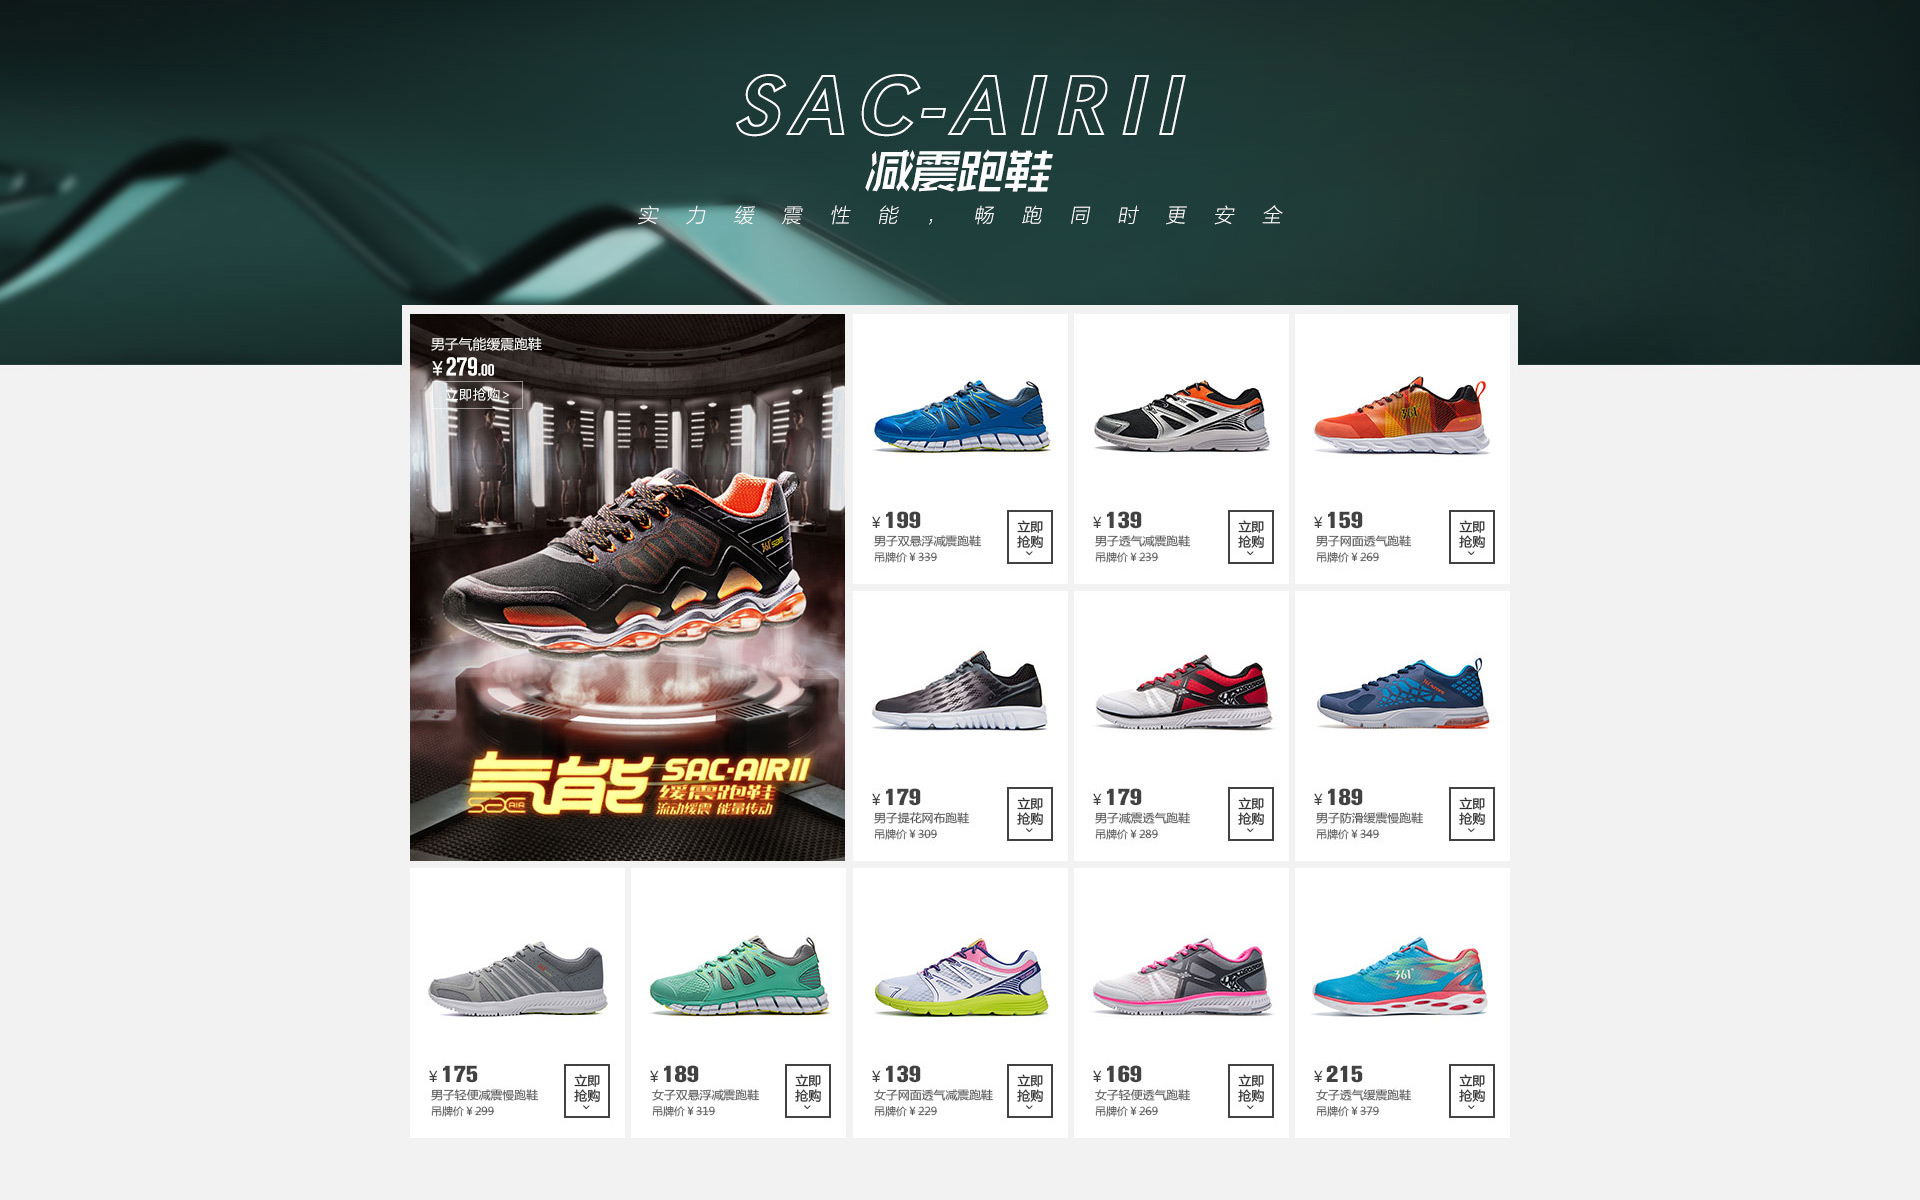 SAC-AIRII
减震跑鞋
实力缓震性能，畅跑同时更安全
男子气能缓震跑鞋
¥279.00
立即抢购>
361°
气能 SAC-AIRII
缓震跑鞋
流动缓震 能量传动
SAC AIR
¥ 199
男子双悬浮减震跑鞋
吊牌价 ¥ 339
立即
抢购
¥ 139
男子透气减震跑鞋
吊牌价 ¥ 239
立即
抢购
361°
¥ 159
男子网面透气跑鞋
吊牌价 ¥ 269
立即
抢购
¥ 179
男子提花网布跑鞋
吊牌价 ¥ 309
立即
抢购
¥ 179
男子减震透气跑鞋
吊牌价 ¥ 289
立即
抢购
¥ 189
男子防滑缓震慢跑鞋
吊牌价 ¥ 349
立即
抢购
¥ 175
男子轻便减震慢跑鞋
吊牌价 ¥ 299
立即
抢购
¥ 189
女子双悬浮减震跑鞋
吊牌价 ¥ 319
立即
抢购
¥ 139
女子网面透气减震跑鞋
吊牌价 ¥ 229
立即
抢购
¥ 169
女子轻便透气跑鞋
吊牌价 ¥ 269
立即
抢购
361°
¥ 215
女子透气缓震跑鞋
吊牌价 ¥ 379
立即
抢购